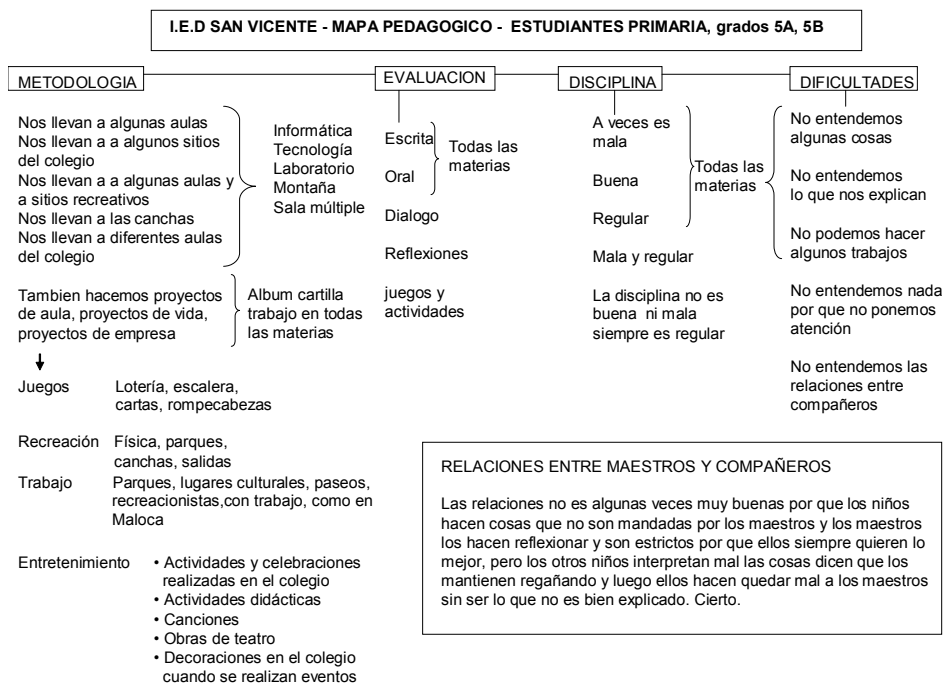 I.E.D SAN VICENTE - MAPA PEDAGOGICO - ESTUDIANTES PRIMARIA, grados 5A, 5B
METODOLOGIA
Nos llevan a algunas aulas
Nos llevan a a algunos sitios
del colegio
Nos llevan a a algunas aulas y
a sitios recreativos
Nos llevan a las canchas
Nos llevan a diferentes aulas
del colegio
Informática
Tecnología
Laboratorio
Montaña
Sala múltiple
Tambien hacemos proyectos
de aula, proyectos de vida,
proyectos de empresa
Album cartilla
trabajo en todas
las materias
Juegos
Lotería, escalera,
cartas, rompecabezas
Recreación
Física, parques,
canchas, salidas
Trabajo
Parques, lugares culturales, paseos,
recreacionistas,con trabajo, como en
Maloca
Entretenimiento
• Actividades y celebraciones
realizadas en el colegio
• Actividades didácticas
• Canciones
• Obras de teatro
• Decoraciones en el colegio
cuando se realizan eventos
EVALUACION
Escrita
Oral
Todas las
materias
Dialogo
Reflexiones
juegos y
actividades
DISCIPLINA
A veces es
mala
Buena
Regular
Todas las
materias
Mala y regular
La disciplina no es
buena ni mala
siempre es regular
DIFICULTADES
No entendemos
algunas cosas
No entendemos
lo que nos explican
No podemos hacer
algunos trabajos
No entendemos nada
por que no ponemos
atención
No entendemos las
relaciones entre
compañeros
RELACIONES ENTRE MAESTROS Y COMPAÑEROS
Las relaciones no es algunas veces muy buenas por que los niños
hacen cosas que no son mandadas por los maestros y los maestros
los hacen reflexionar y son estrictos por que ellos siempre quieren lo
mejor, pero los otros niños interpretan mal las cosas dicen que los
mantienen regañando y luego ellos hacen quedar mal a los maestros
sin ser lo que no es bien explicado. Cierto.